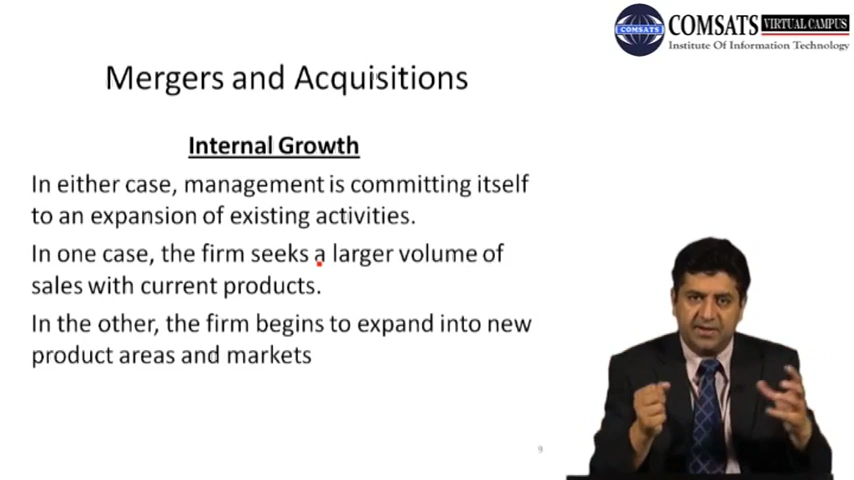 COMSATS VIRTUAL CAMPUS
Institute Of Information Technology
COMSATS
Mergers and Acquisitions
Internal Growth
In either case, management is committing itself
to an expansion of existing activities.
In one case, the firm seeks a larger volume of
sales with current products.
In the other, the firm begins to expand into new
product areas and markets
9